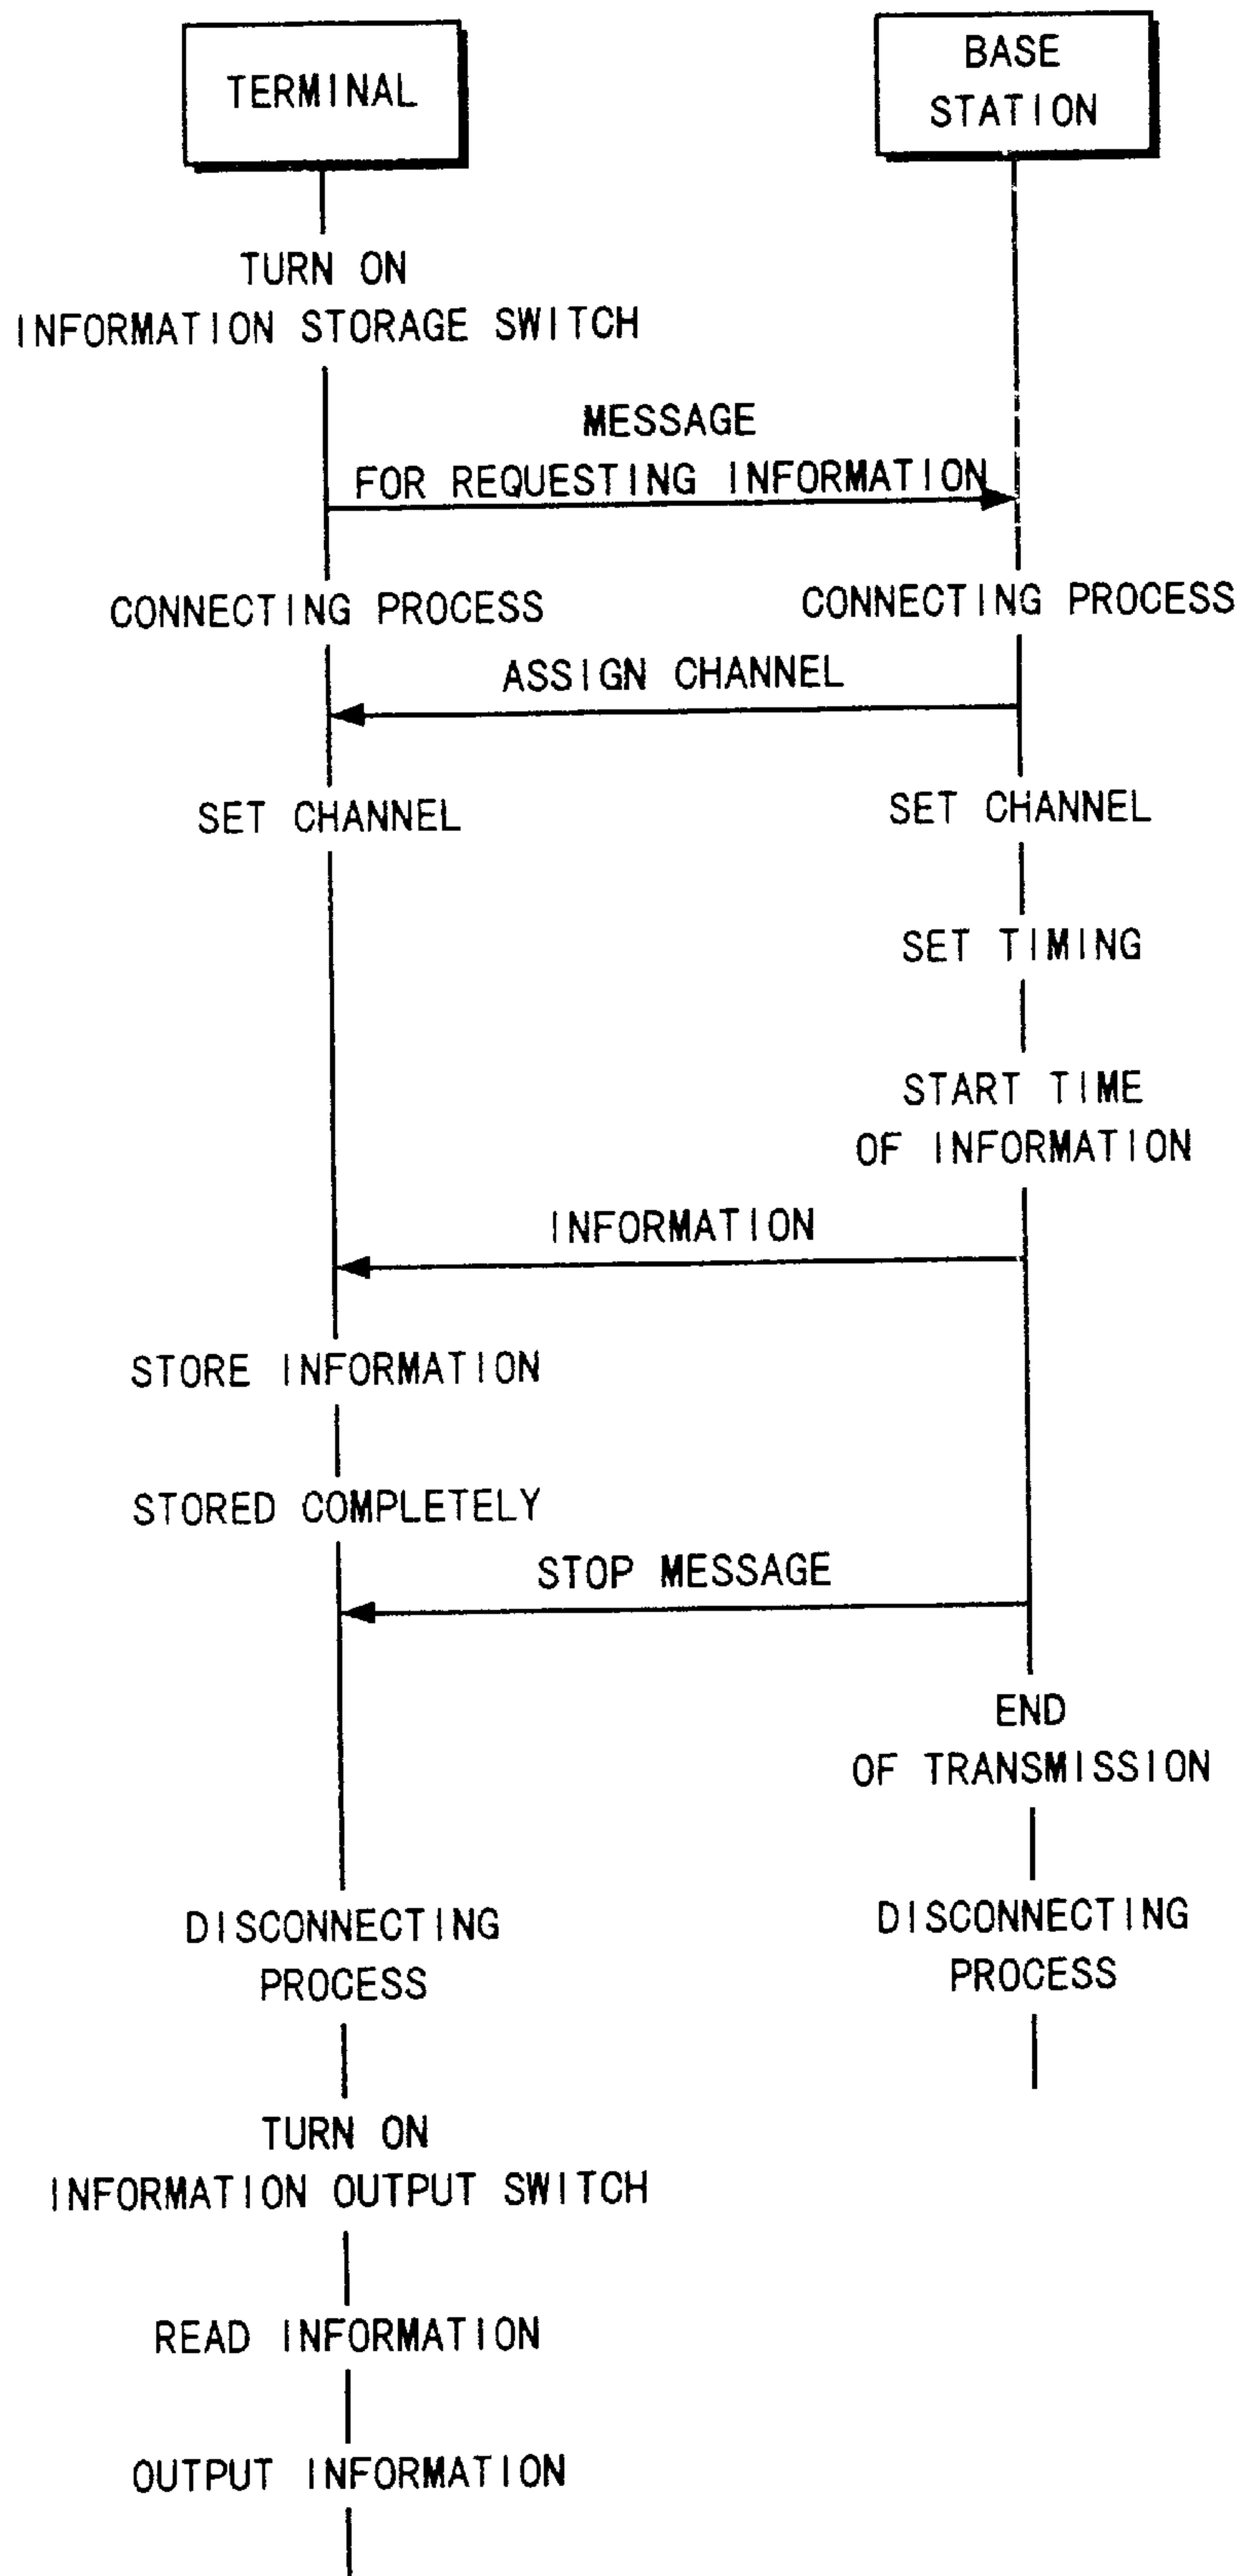 TERMINAL
BASE
STATION
TURN ON
INFORMATION STORAGE SWITCH
MESSAGE
FOR REQUESTING INFORMATION
CONNECTING PROCESS
CONNECTING PROCESS
ASSIGN CHANNEL
SET CHANNEL
SET CHANNEL
SET TIMING
START TIME
OF INFORMATION
INFORMATION
STORE INFORMATION
STORED COMPLETELY
STOP MESSAGE
END
OF TRANSMISSION
DISCONNECTING
PROCESS
DISCONNECTING
PROCESS
TURN ON
INFORMATION OUTPUT SWITCH
READ INFORMATION
OUTPUT INFORMATION